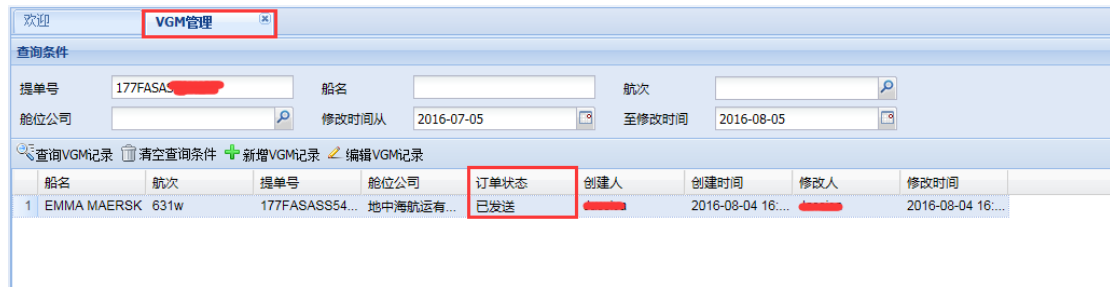 欢迎 VGM管理
查询条件
提单号 177FASAS 船名 航次
舱位公司 修改时间从 2016-07-05 至修改时间 2016-08-05
查询VGM记录 清空查询条件 新增VGM记录 编辑VGM记录
船名 航次 提单号 舱位公司 订单状态 创建人 创建时间 修改人 修改时间
1 EMMA MAERSK 631w 177FASASS54... 地中海航运有... 已发送 2016-08-04 16:... 2016-08-04 16:...